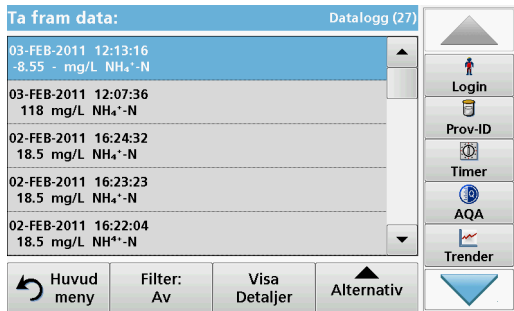 Ta fram data: Datalogg (27)
03-FEB-2011 12:13:16
-8.55 - mg/L NH₄⁺-N
03-FEB-2011 12:07:36
118 mg/L NH₄⁺-N
02-FEB-2011 16:24:32
18.5 mg/L NH₄⁺-N
02-FEB-2011 16:23:23
18.5 mg/L NH₄⁺-N
02-FEB-2011 16:22:04
18.5 mg/L NH⁴⁺-N
Login
Prov-ID
Timer
AQA
Trender
Huvud
meny
Filter:
Av
Visa
Detaljer
Alternativ